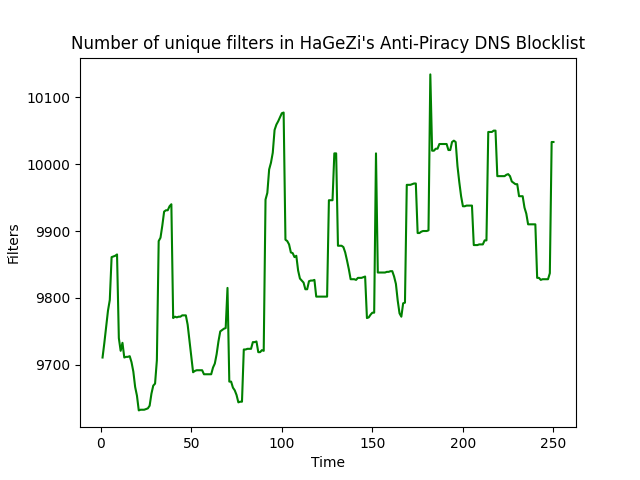 Number of unique filters in HaGeZi's Anti-Piracy DNS Blocklist
10100
10000
9900
9800
9700
Filters
0 50 100 150 200 250
Time